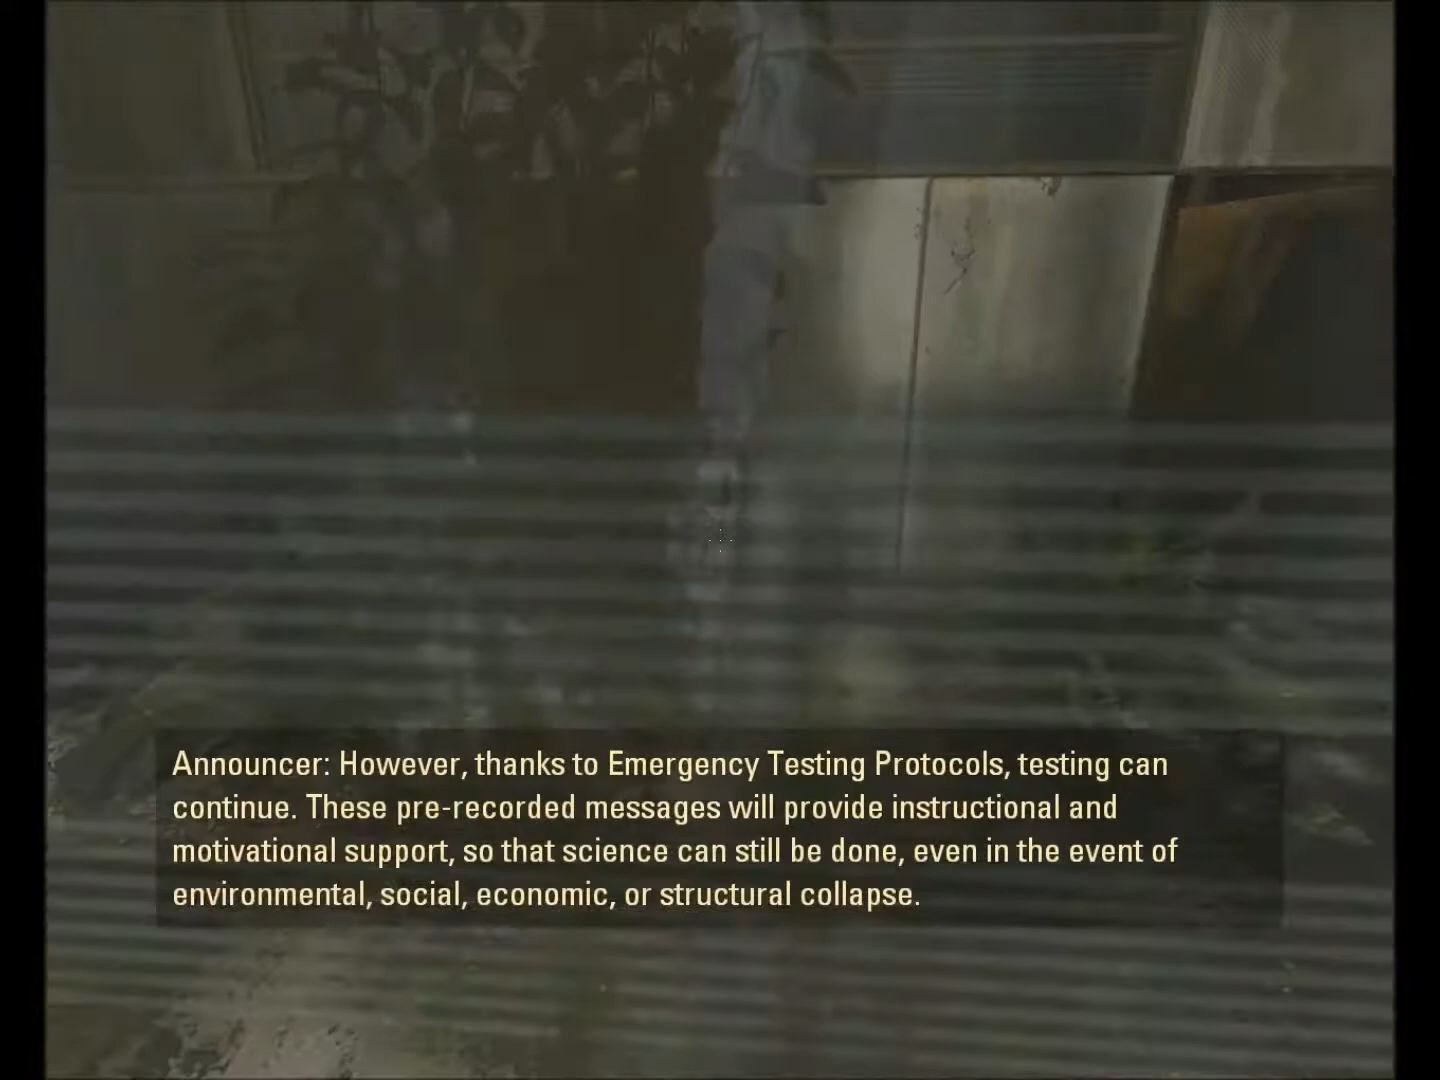 Announcer: However, thanks to Emergency Testing Protocols, testing can
continue. These pre-recorded messages will provide instructional and
motivational support, so that science can still be done, even in the event of
environmental, social, economic, or structural collapse.